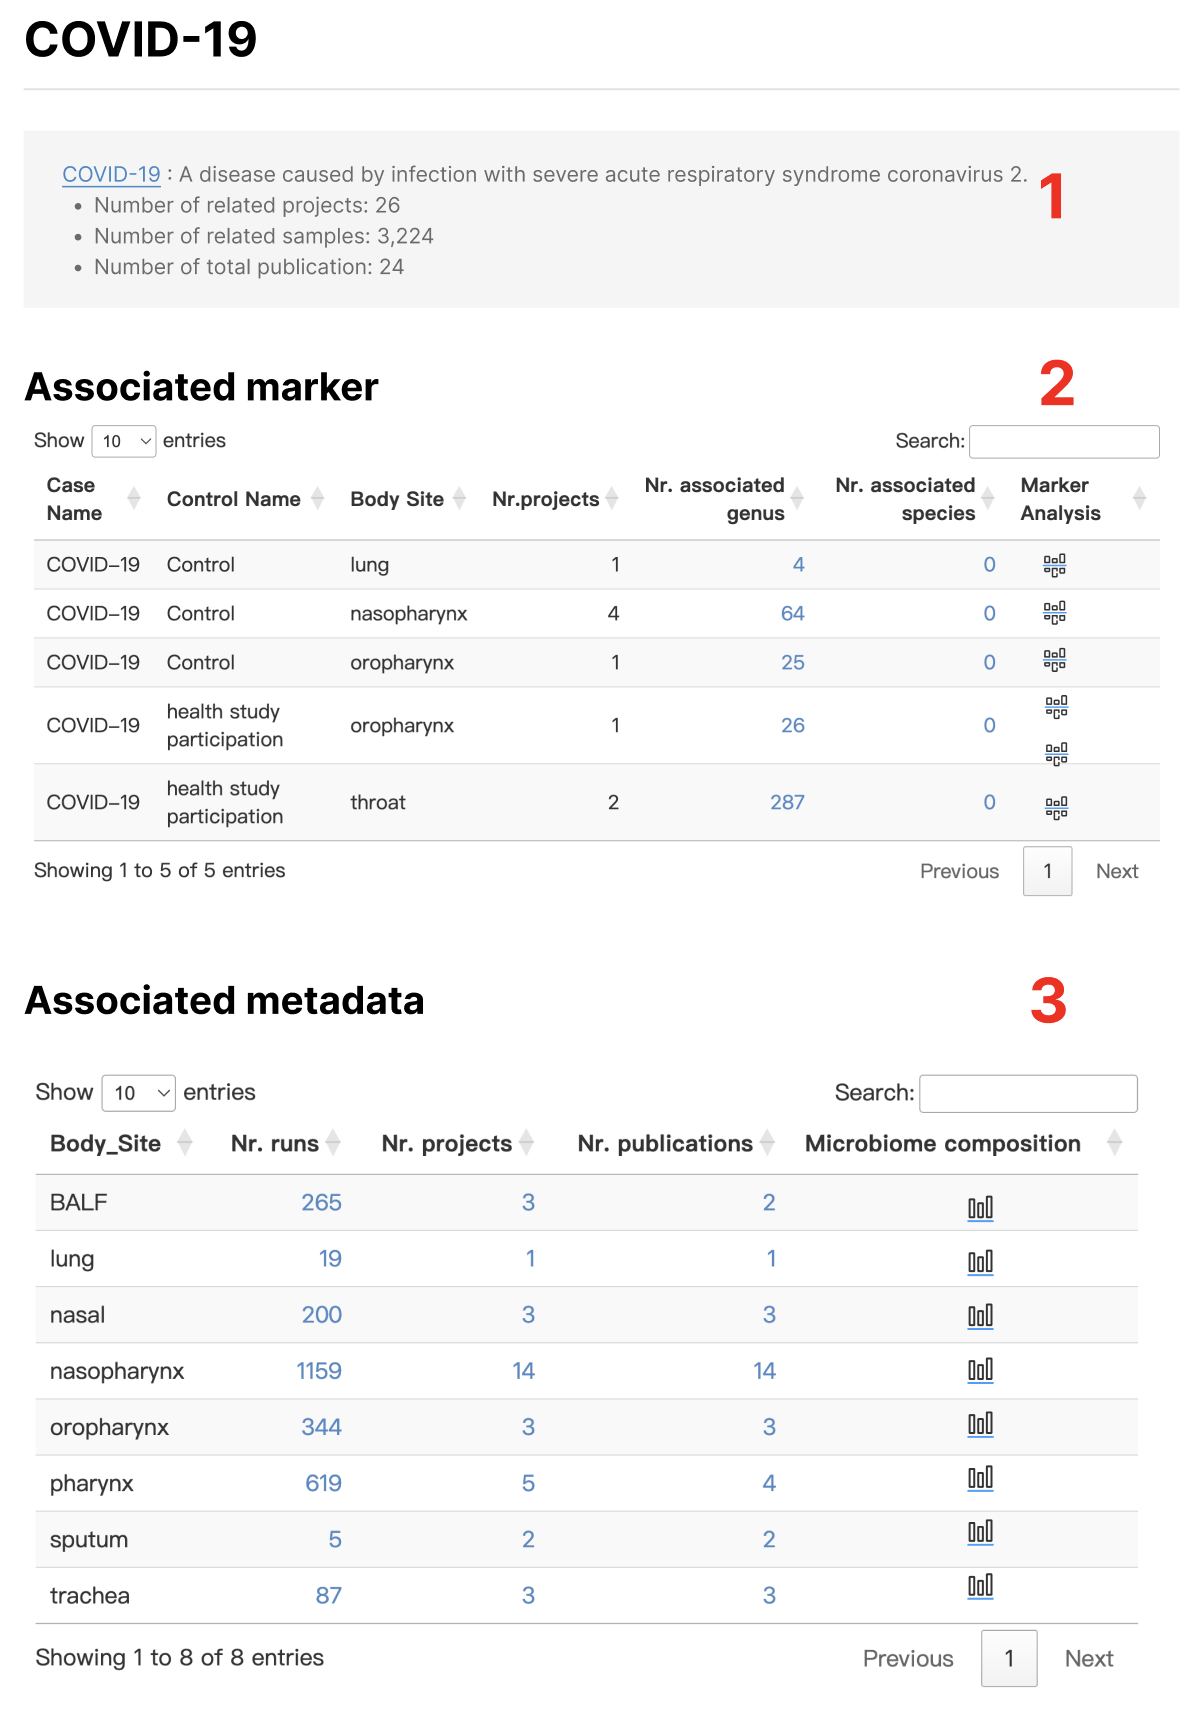 COVID-19
COVID-19 : A disease caused by infection with severe acute respiratory syndrome coronavirus 2.
1
• Number of related projects: 26
• Number of related samples: 3,224
• Number of total publication: 24
Associated marker
2
Show 10 entries Search:
Case Name Control Name Body Site Nr.projects Nr. associated genus Nr. associated species Marker Analysis
COVID–19 Control lung 1 4 0
COVID–19 Control nasopharynx 4 64 0
COVID–19 Control oropharynx 1 25 0
COVID–19 health study participation oropharynx 1 26 0
COVID–19 health study participation throat 2 287 0
Showing 1 to 5 of 5 entries Previous 1 Next
Associated metadata
3
Show 10 entries Search:
Body_Site Nr. runs Nr. projects Nr. publications Microbiome composition
BALF 265 3 2
lung 19 1 1
nasal 200 3 3
nasopharynx 1159 14 14
oropharynx 344 3 3
pharynx 619 5 4
sputum 5 2 2
trachea 87 3 3
Showing 1 to 8 of 8 entries Previous 1 Next